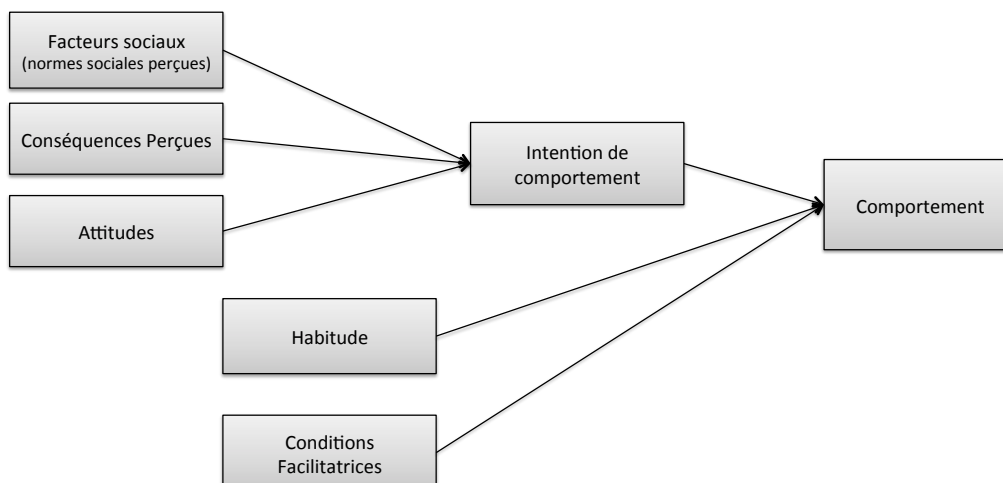 Facteurs sociaux
(normes sociales perçues)
Conséquences Perçues
Attitudes
Intention de
comportement
Comportement
Habitude
Conditions
Facilitatrices